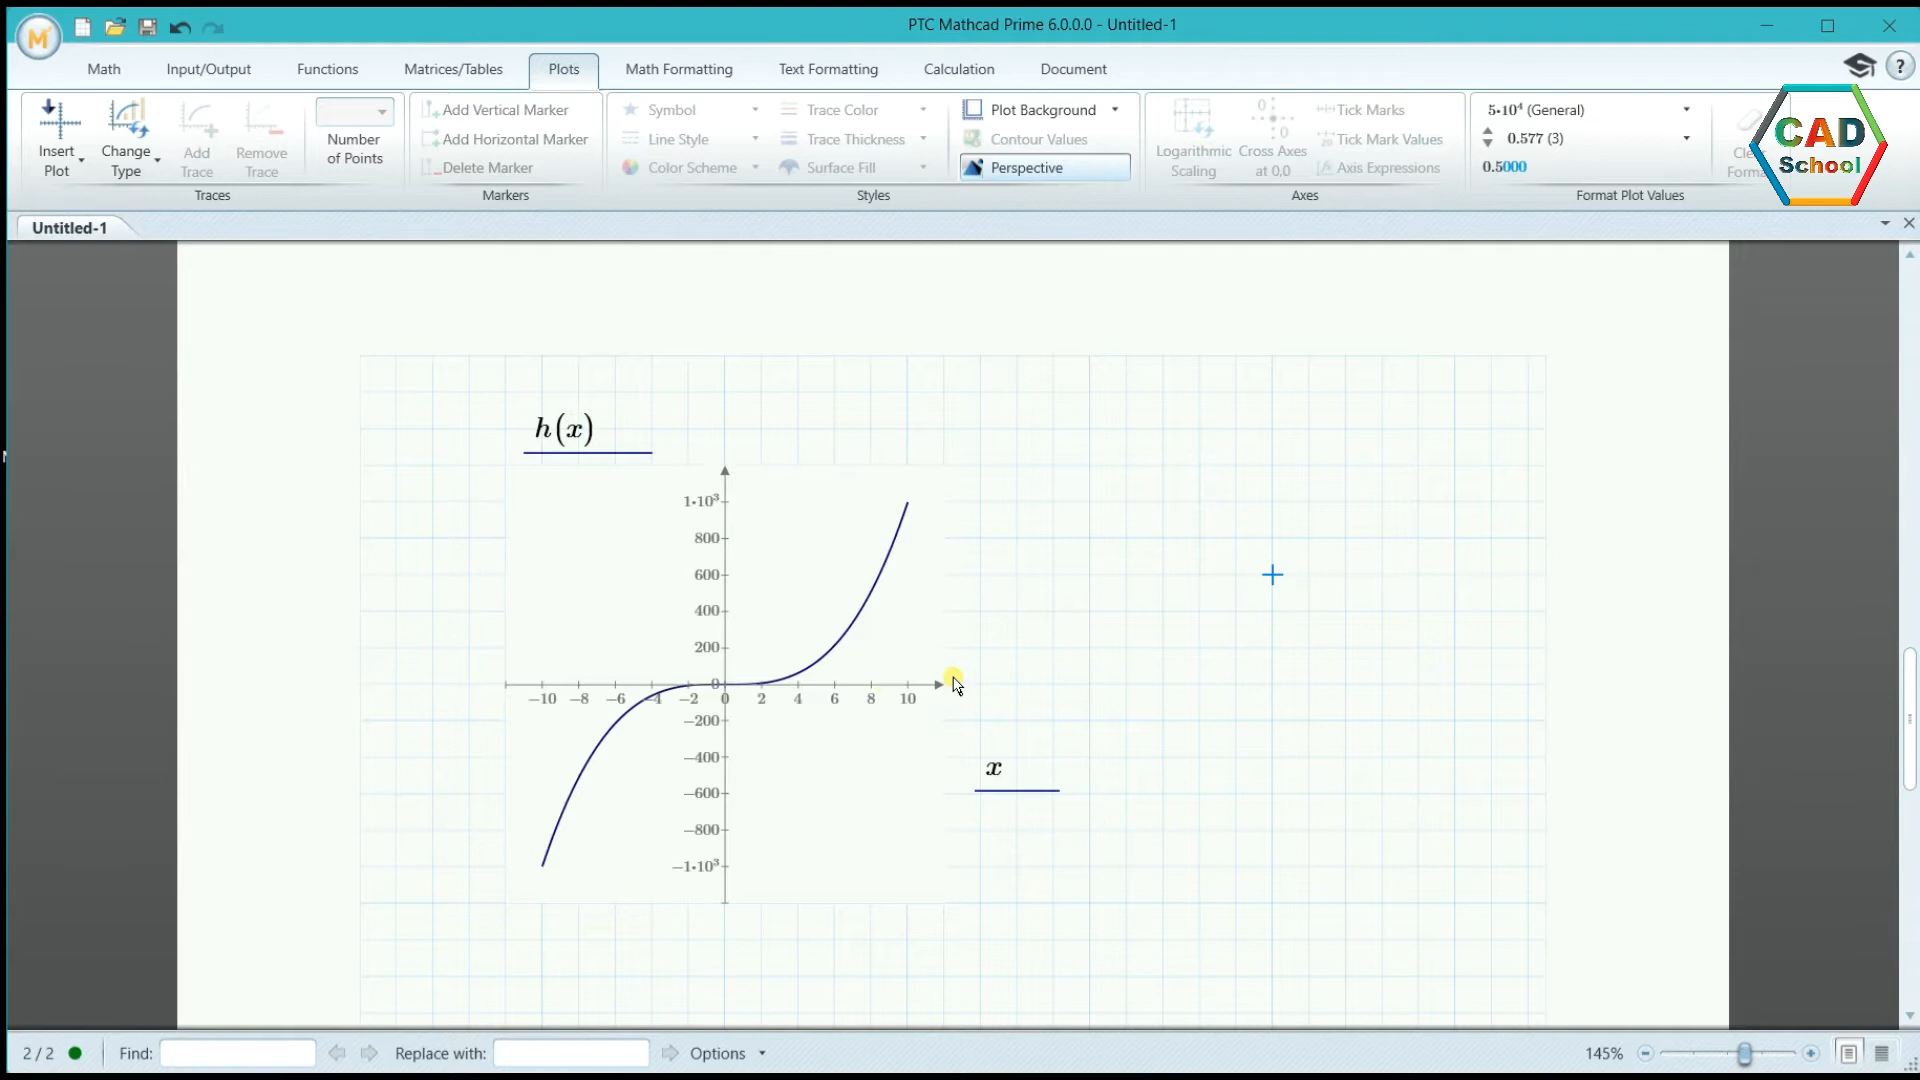 PTC Mathcad Prime 6.0.0.0 - Untitled-1
Math Input/Output Functions Matrices/Tables Plots Math Formatting Text Formatting Calculation Document
Insert Plot
Change Type
Add Trace
Remove Trace
Number of Points
Traces
Add Vertical Marker
Add Horizontal Marker
Delete Marker
Markers
Symbol
Line Style
Color Scheme
Trace Color
Trace Thickness
Surface Fill
Plot Background
Contour Values
Perspective
Styles
Logarithmic Scaling
Cross Axes at 0,0
Tick Marks
Tick Mark Values
Axis Expressions
Axes
5•10⁴ (General)
0.577 (3)
0.5000
Format Plot Values
CAD
School
Untitled-1
h(x)
1•10³
800
600
400
200
0
−10 −8 −6 −4 −2 0 2 4 6 8 10
−200
−400
x
−600
−800
−1•10³
2 / 2 Find: Replace with: Options 145%